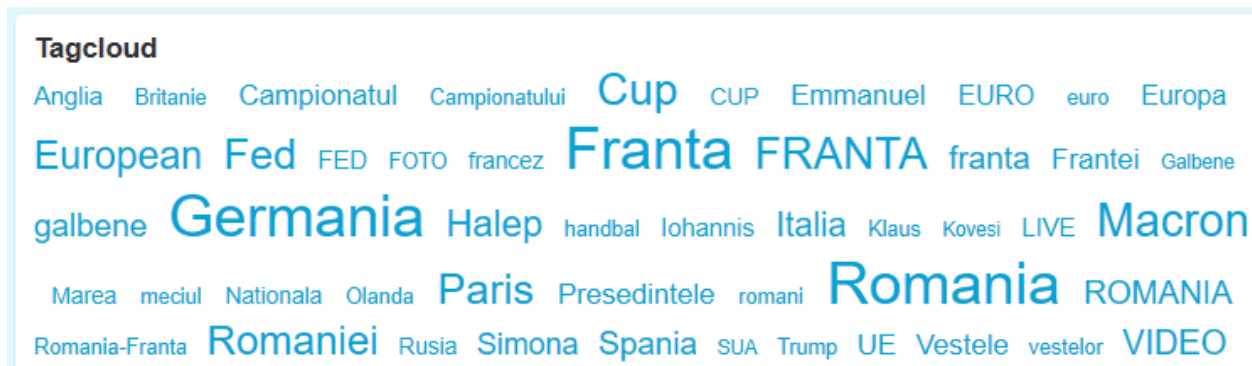 Tagcloud
Anglia Britanie Campionatul Campionatului Cup CUP Emmanuel EURO euro Europa
European Fed FED FOTO francez Franta FRANTA franta Frantei Galbene
galbene Germania Halep handbal Iohannis Italia Klaus Kovesi LIVE Macron
Marea meciul Nationala Olanda Paris Presedintele romani Romania ROMANIA
Romania-Franta Romaniei Rusia Simona Spania SUA Trump UE Vestele vestelor VIDEO